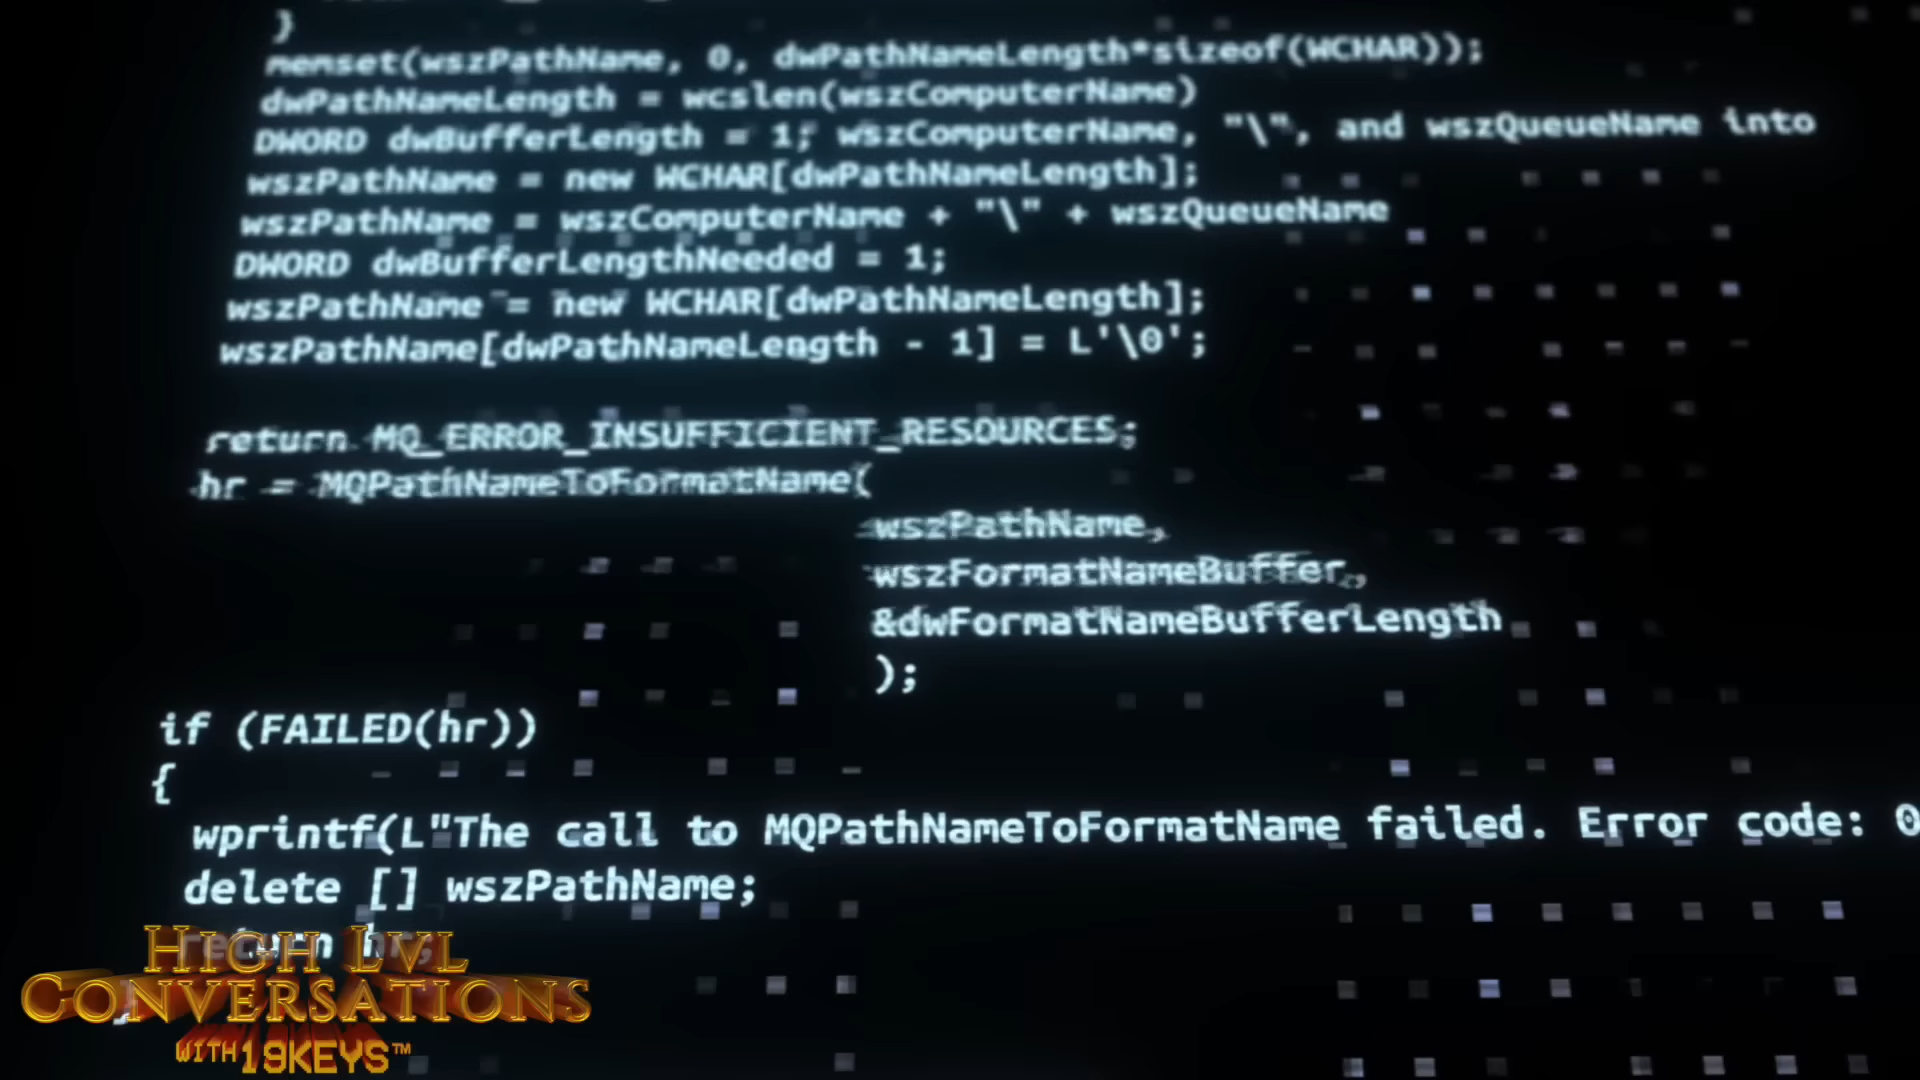 }
memset(wszPathName, 0, dwPathNameLength*sizeof(WCHAR));
dwPathNameLength = wcslen(wszComputerName)
DWORD dwBufferLength = 1; wszComputerName, "\", and wszQueueName into
wszPathName = new WCHAR[dwPathNameLength];
wszPathName = wszComputerName + "\" + wszQueueName
DWORD dwBufferLengthNeeded = 1;
wszPathName = new WCHAR[dwPathNameLength];
wszPathName[dwPathNameLength - 1] = L'\0';
return MQ_ERROR_INSUFFICIENT_RESOURCES;
hr = MQPathNameToFormatName(
wszPathName,
wszFormatNameBuffer,
&dwFormatNameBufferLength
);
if (FAILED(hr))
{
wprintf(L"The call to MQPathNameToFormatName failed. Error code: 0
delete [] wszPathName;
return hr;
}
High Lvl
Conversations
with 19KEYS™